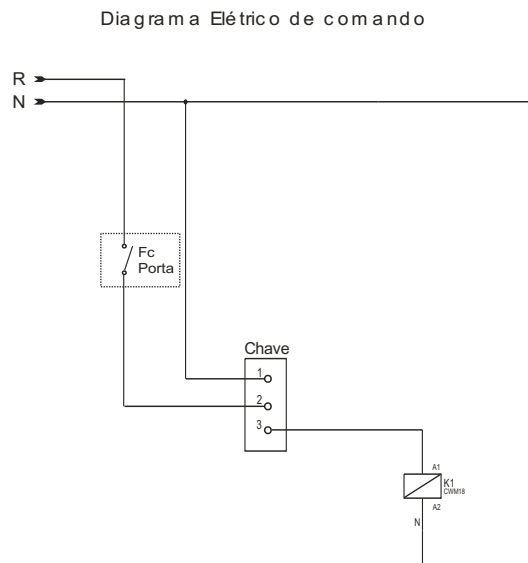 Diagrama Elétrico de comando
R
N
Fc
Porta
Chave
1
2
3
A1
K1
CWM18
A2
N